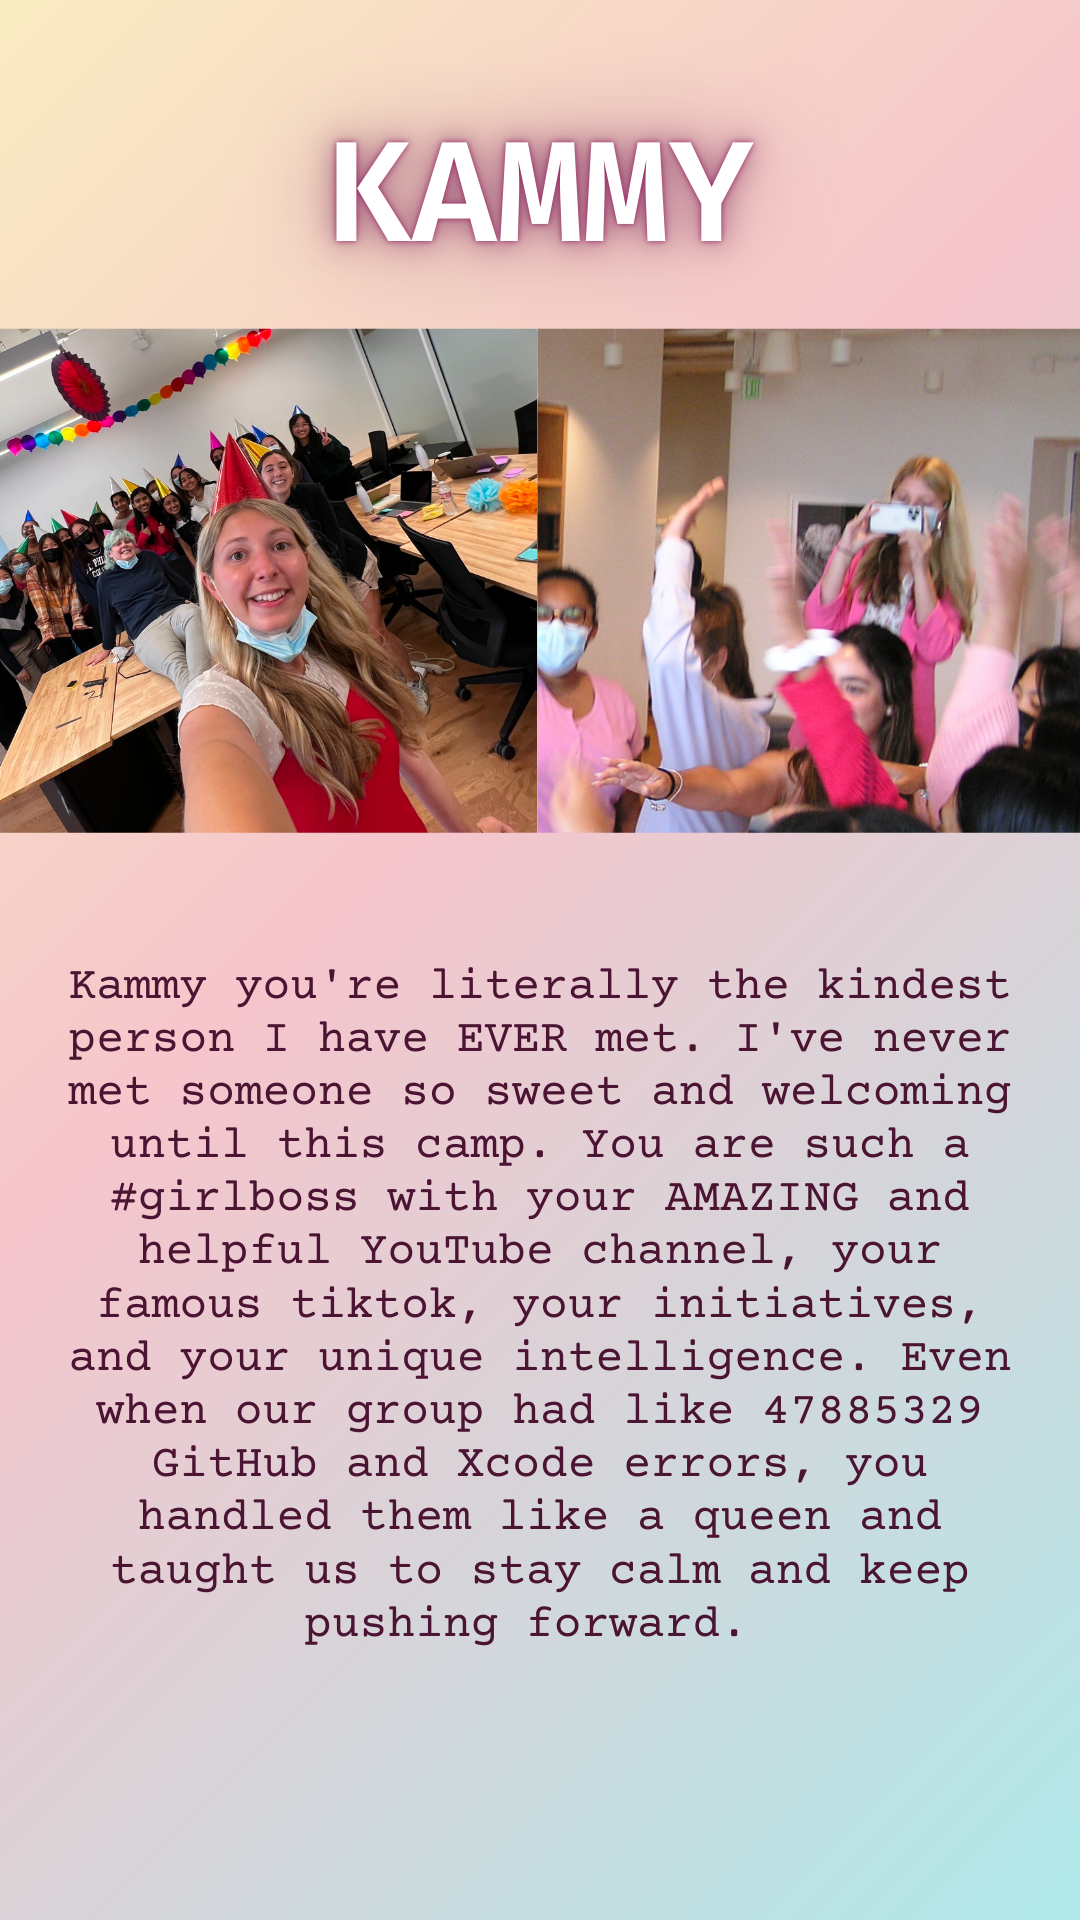 KAMMY
EXIT
Kammy you're literally the kindest
person I have EVER met. I've never
met someone so sweet and welcoming
until this camp. You are such a
#girlboss with your AMAZING and
helpful YouTube channel, your
famous tiktok, your initiatives,
and your unique intelligence. Even
when our group had like 47885329
GitHub and Xcode errors, you
handled them like a queen and
taught us to stay calm and keep
pushing forward.